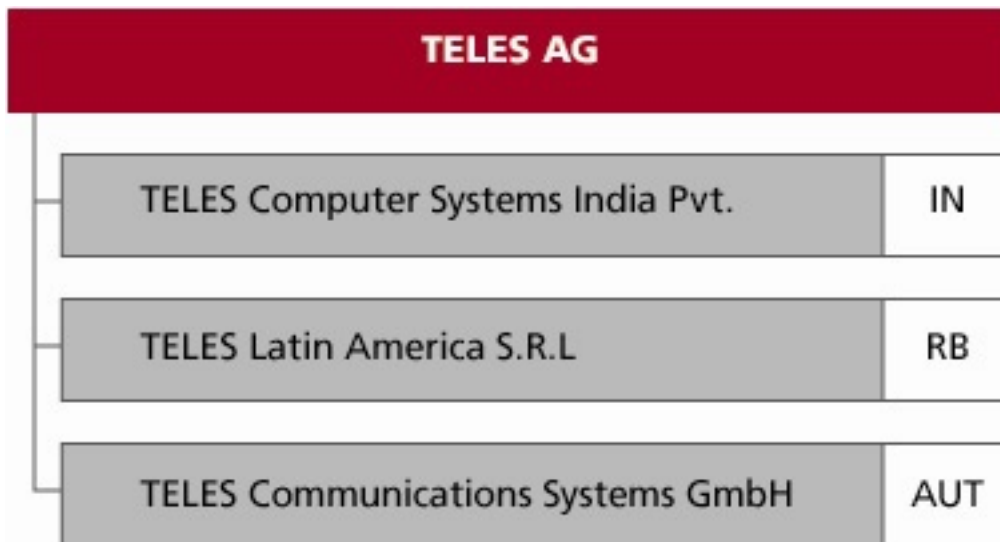 TELES AG
TELES Computer Systems India Pvt. IN
TELES Latin America S.R.L RB
TELES Communications Systems GmbH AUT